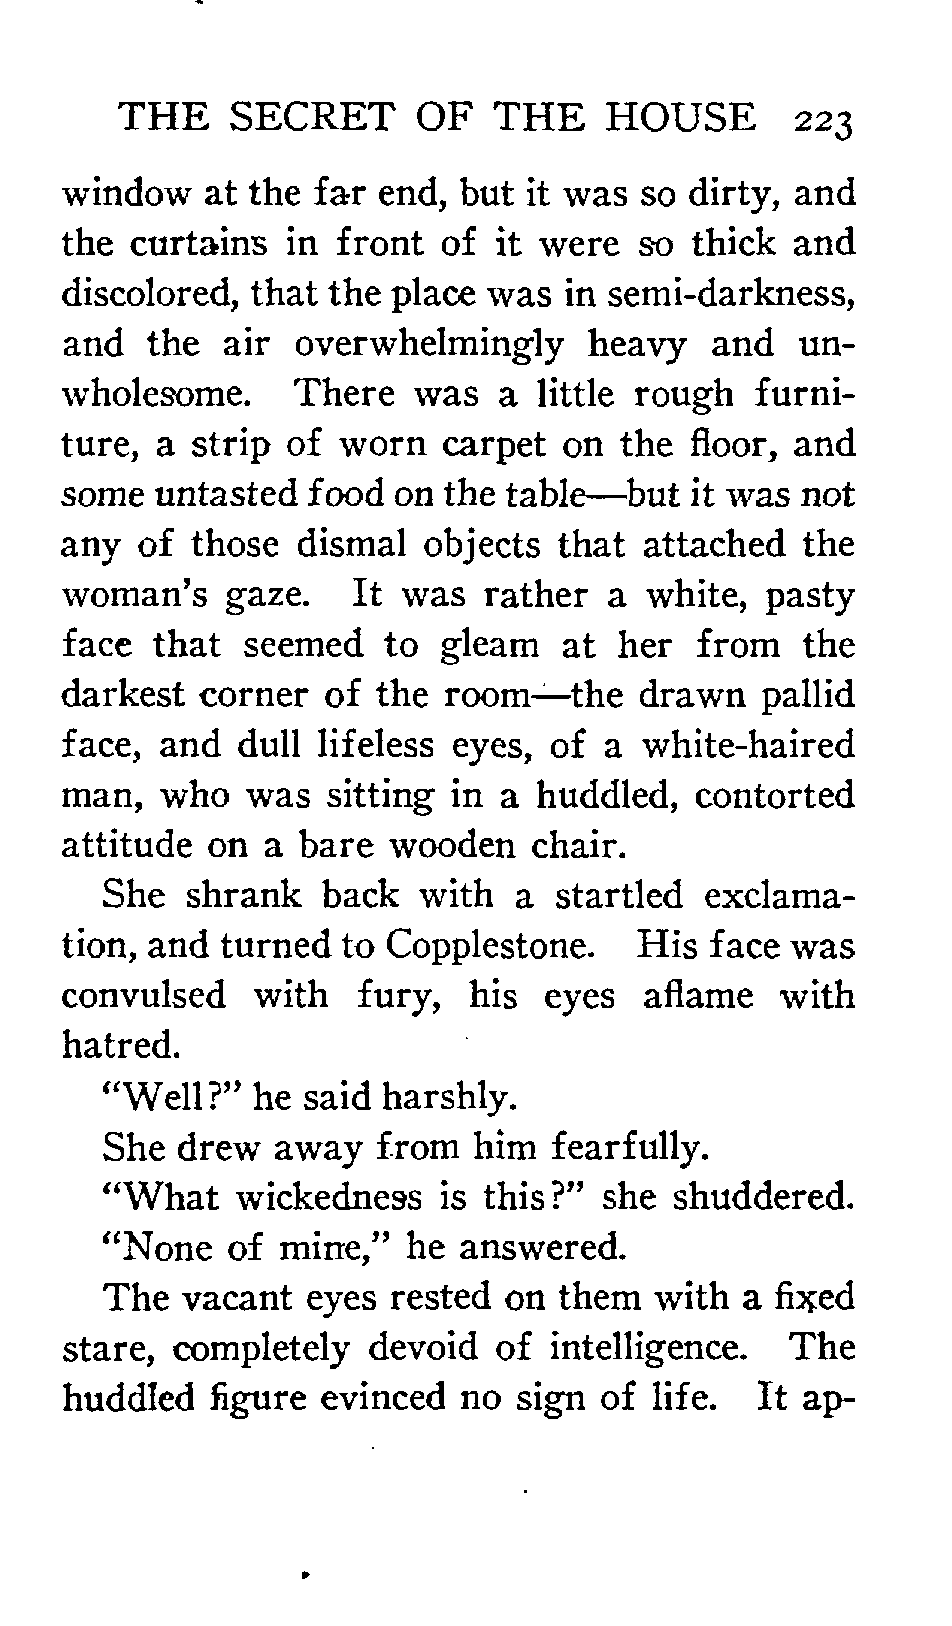 THE SECRET OF THE HOUSE 223
window at the far end, but it was so dirty, and
the curtains in front of it were so thick and
discolored, that the place was in semi-darkness,
and the air overwhelmingly heavy and un-
wholesome. There was a little rough furni-
ture, a strip of worn carpet on the floor, and
some untasted food on the table—but it was not
any of those dismal objects that attached the
woman's gaze. It was rather a white, pasty
face that seemed to gleam at her from the
darkest corner of the room—the drawn pallid
face, and dull lifeless eyes, of a white-haired
man, who was sitting in a huddled, contorted
attitude on a bare wooden chair.
She shrank back with a startled exclama-
tion, and turned to Copplestone. His face was
convulsed with fury, his eyes aflame with
hatred.
"Well?" he said harshly.
She drew away from him fearfully.
"What wickedness is this?" she shuddered.
"None of mine," he answered.
The vacant eyes rested on them with a fixed
stare, completely devoid of intelligence. The
huddled figure evinced no sign of life. It ap-